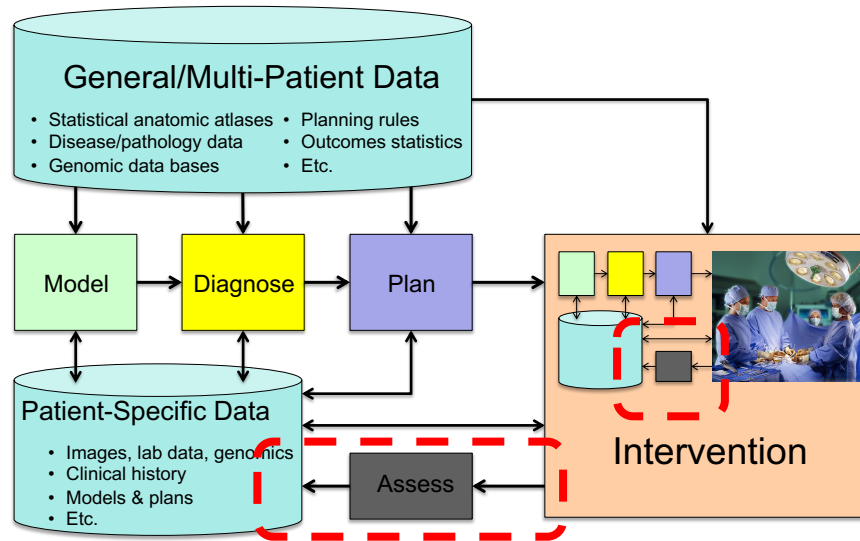 General/Multi-Patient Data
• Statistical anatomic atlases
• Disease/pathology data
• Genomic data bases
• Planning rules
• Outcomes statistics
• Etc.
Model
Diagnose
Plan
Patient-Specific Data
• Images, lab data, genomics
• Clinical history
• Models & plans
• Etc.
Assess
Intervention